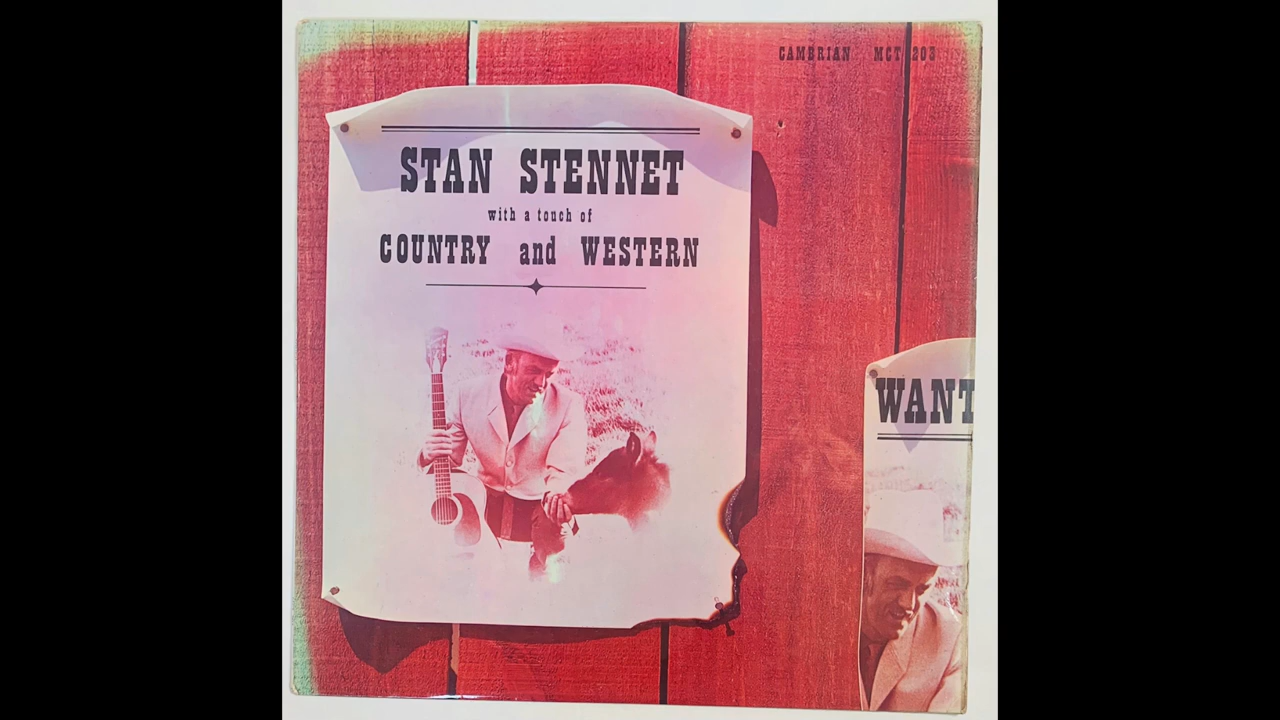 CAMBRIAN MCT 203
STAN STENNET
with a touch of
COUNTRY and WESTERN
WANT